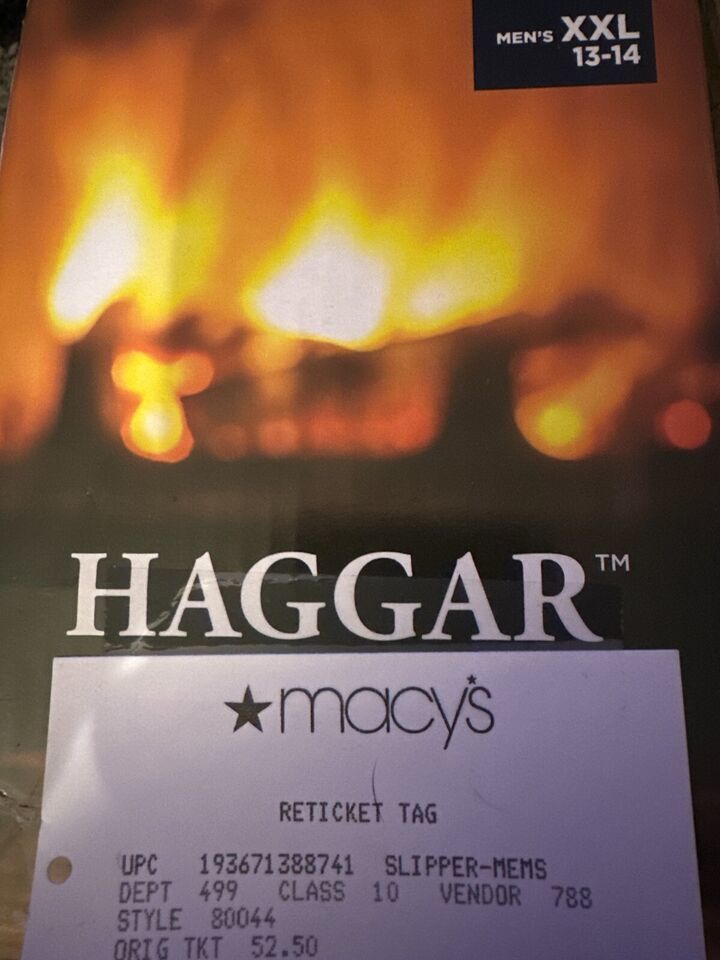 MEN'S XXL
13-14
HAGGAR™
★macy's
RETICKET TAG
UPC 193671388741 SLIPPER-MEMS
DEPT 499 CLASS 10 VENDOR 788
STYLE 80044
ORIG TKT 52.50